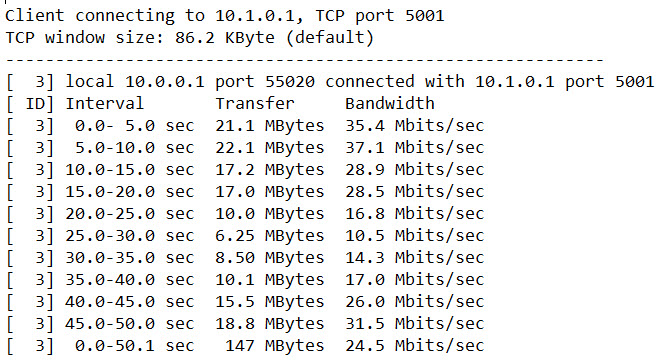 Client connecting to 10.1.0.1, TCP port 5001
TCP window size: 86.2 KByte (default)
------------------------------------------------------------
[  3] local 10.0.0.1 port 55020 connected with 10.1.0.1 port 5001
[ ID] Interval       Transfer     Bandwidth
[  3]  0.0- 5.0 sec  21.1 MBytes  35.4 Mbits/sec
[  3]  5.0-10.0 sec  22.1 MBytes  37.1 Mbits/sec
[  3] 10.0-15.0 sec  17.2 MBytes  28.9 Mbits/sec
[  3] 15.0-20.0 sec  17.0 MBytes  28.5 Mbits/sec
[  3] 20.0-25.0 sec  10.0 MBytes  16.8 Mbits/sec
[  3] 25.0-30.0 sec  6.25 MBytes  10.5 Mbits/sec
[  3] 30.0-35.0 sec  8.50 MBytes  14.3 Mbits/sec
[  3] 35.0-40.0 sec  10.1 MBytes  17.0 Mbits/sec
[  3] 40.0-45.0 sec  15.5 MBytes  26.0 Mbits/sec
[  3] 45.0-50.0 sec  18.8 MBytes  31.5 Mbits/sec
[  3]  0.0-50.1 sec   147 MBytes  24.5 Mbits/sec